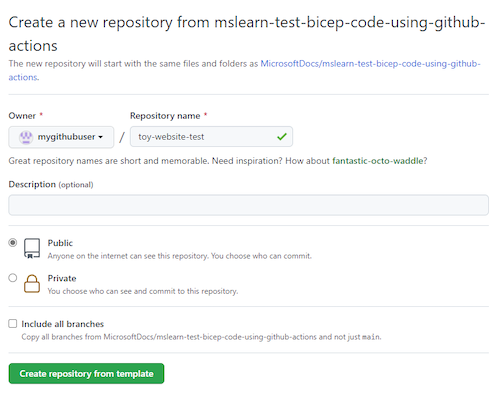 Create a new repository from mslearn-test-bicep-code-using-github-
actions
The new repository will start with the same files and folders as MicrosoftDocs/mslearn-test-bicep-code-using-github-
actions.
Owner * Repository name *
mygithubuser / toy-website-test
Great repository names are short and memorable. Need inspiration? How about fantastic-octo-waddle?
Description (optional)
Public
Anyone on the internet can see this repository. You choose who can commit.
Private
You choose who can see and commit to this repository.
Include all branches
Copy all branches from MicrosoftDocs/mslearn-test-bicep-code-using-github-actions and not just main.
Create repository from template